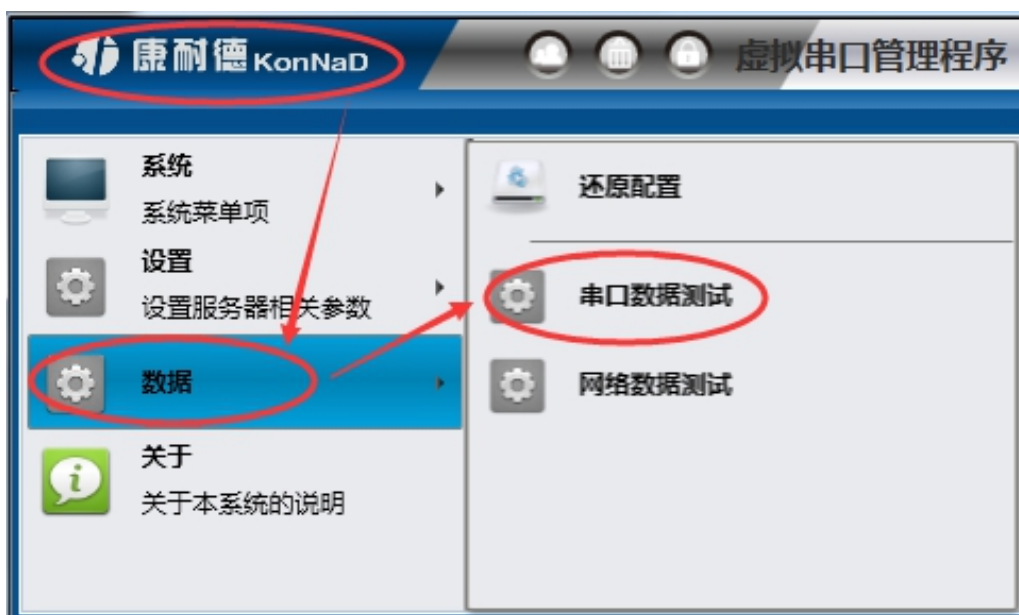 康耐德 KonNaD
虚拟串口管理程序
系统
系统菜单项
设置
设置服务器相关参数
数据
关于
关于本系统的说明
还原配置
串口数据测试
网络数据测试